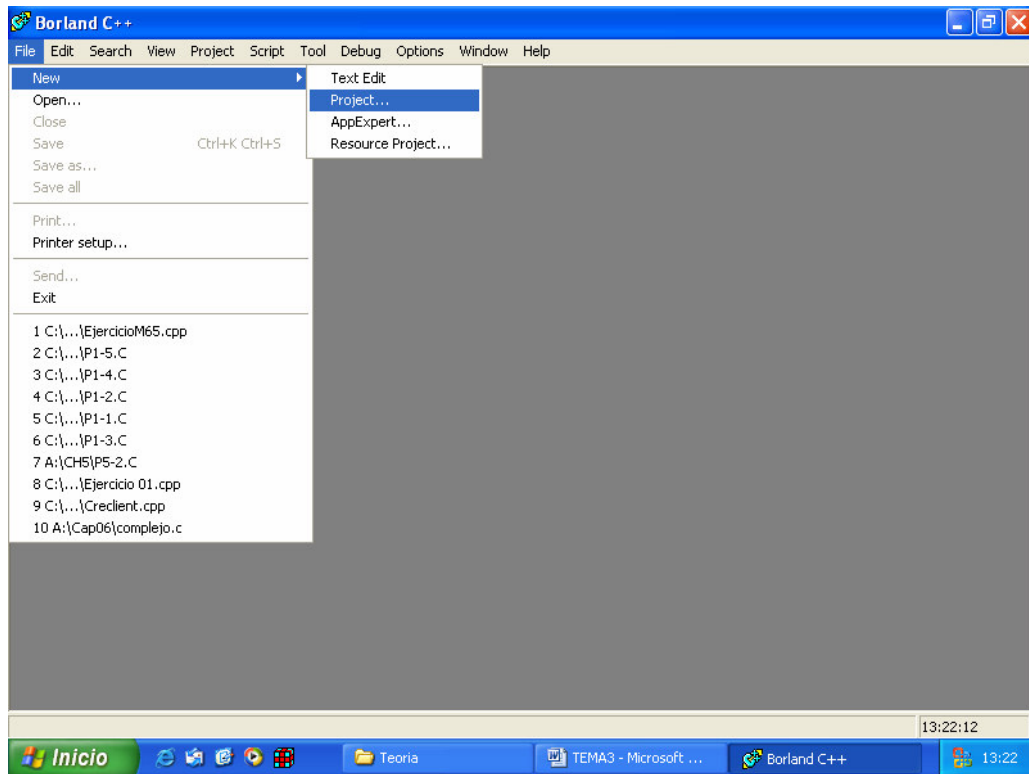 Borland C++
File Edit Search View Project Script Tool Debug Options Window Help
New
Open...
Close
Save Ctrl+K Ctrl+S
Save as...
Save all
Print...
Printer setup...
Send...
Exit
1 C:\...\EjercicioM65.cpp
2 C:\...\P1-5.C
3 C:\...\P1-4.C
4 C:\...\P1-2.C
5 C:\...\P1-1.C
6 C:\...\P1-3.C
7 A:\CH5\P5-2.C
8 C:\...\Ejercicio 01.cpp
9 C:\...\Creclient.cpp
10 A:\Cap06\complejo.c
Text Edit
Project...
AppExpert...
Resource Project...
13:22:12
Inicio Teoria TEMA3 - Microsoft ... Borland C++ 13:22